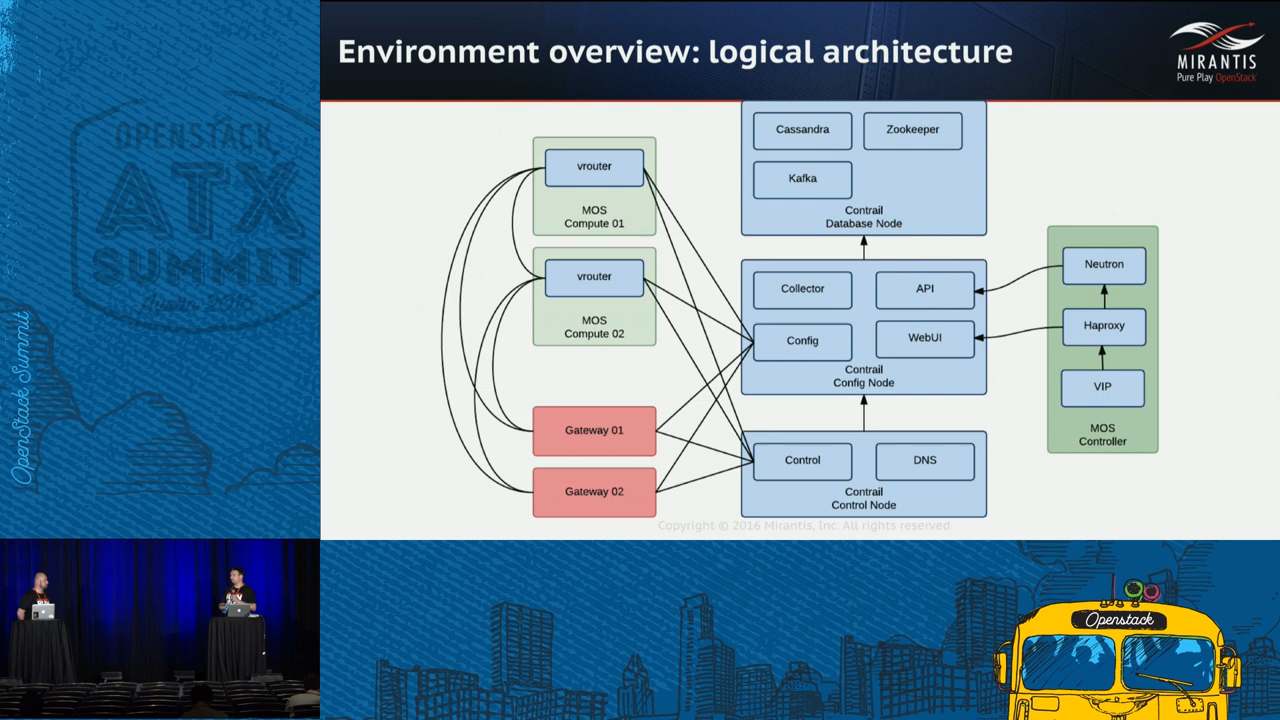 Environment overview: logical architecture
MIRANTIS
Pure Play OpenStack
OPENSTACK
ATX
SUMMIT
Austin 2016
OpenStack Summit
vrouter
MOS
Compute 01
vrouter
MOS
Compute 02
Gateway 01
Gateway 02
Cassandra
Zookeeper
Kafka
Contrail
Database Node
Collector
API
Config
WebUI
Contrail
Config Node
Control
DNS
Contrail
Control Node
Neutron
Haproxy
VIP
MOS
Controller
Copyright © 2016 Mirantis, Inc. All rights reserved
Openstack